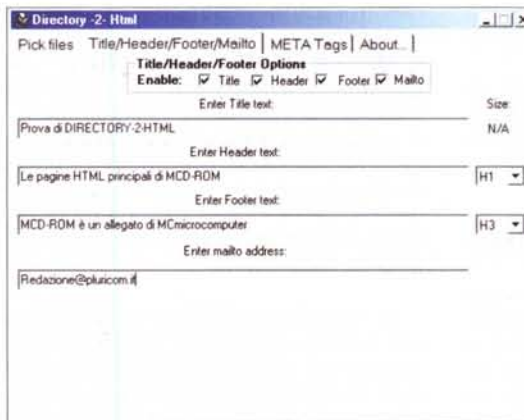 Directory -2- Html
Pick files Title/Header/Footer/Mailto META Tags About...
Title/Header/Footer Options
Enable: Title Header Footer Mailto
Enter Title text: Size:
Prova di DIRECTORY-2-HTML N/A
Enter Header text:
Le pagine HTML principali di MCD-ROM H1
Enter Footer text:
MCD-ROM è un allegato di MCmicrocomputer H3
Enter mailto address:
Redazione@pluricom.it